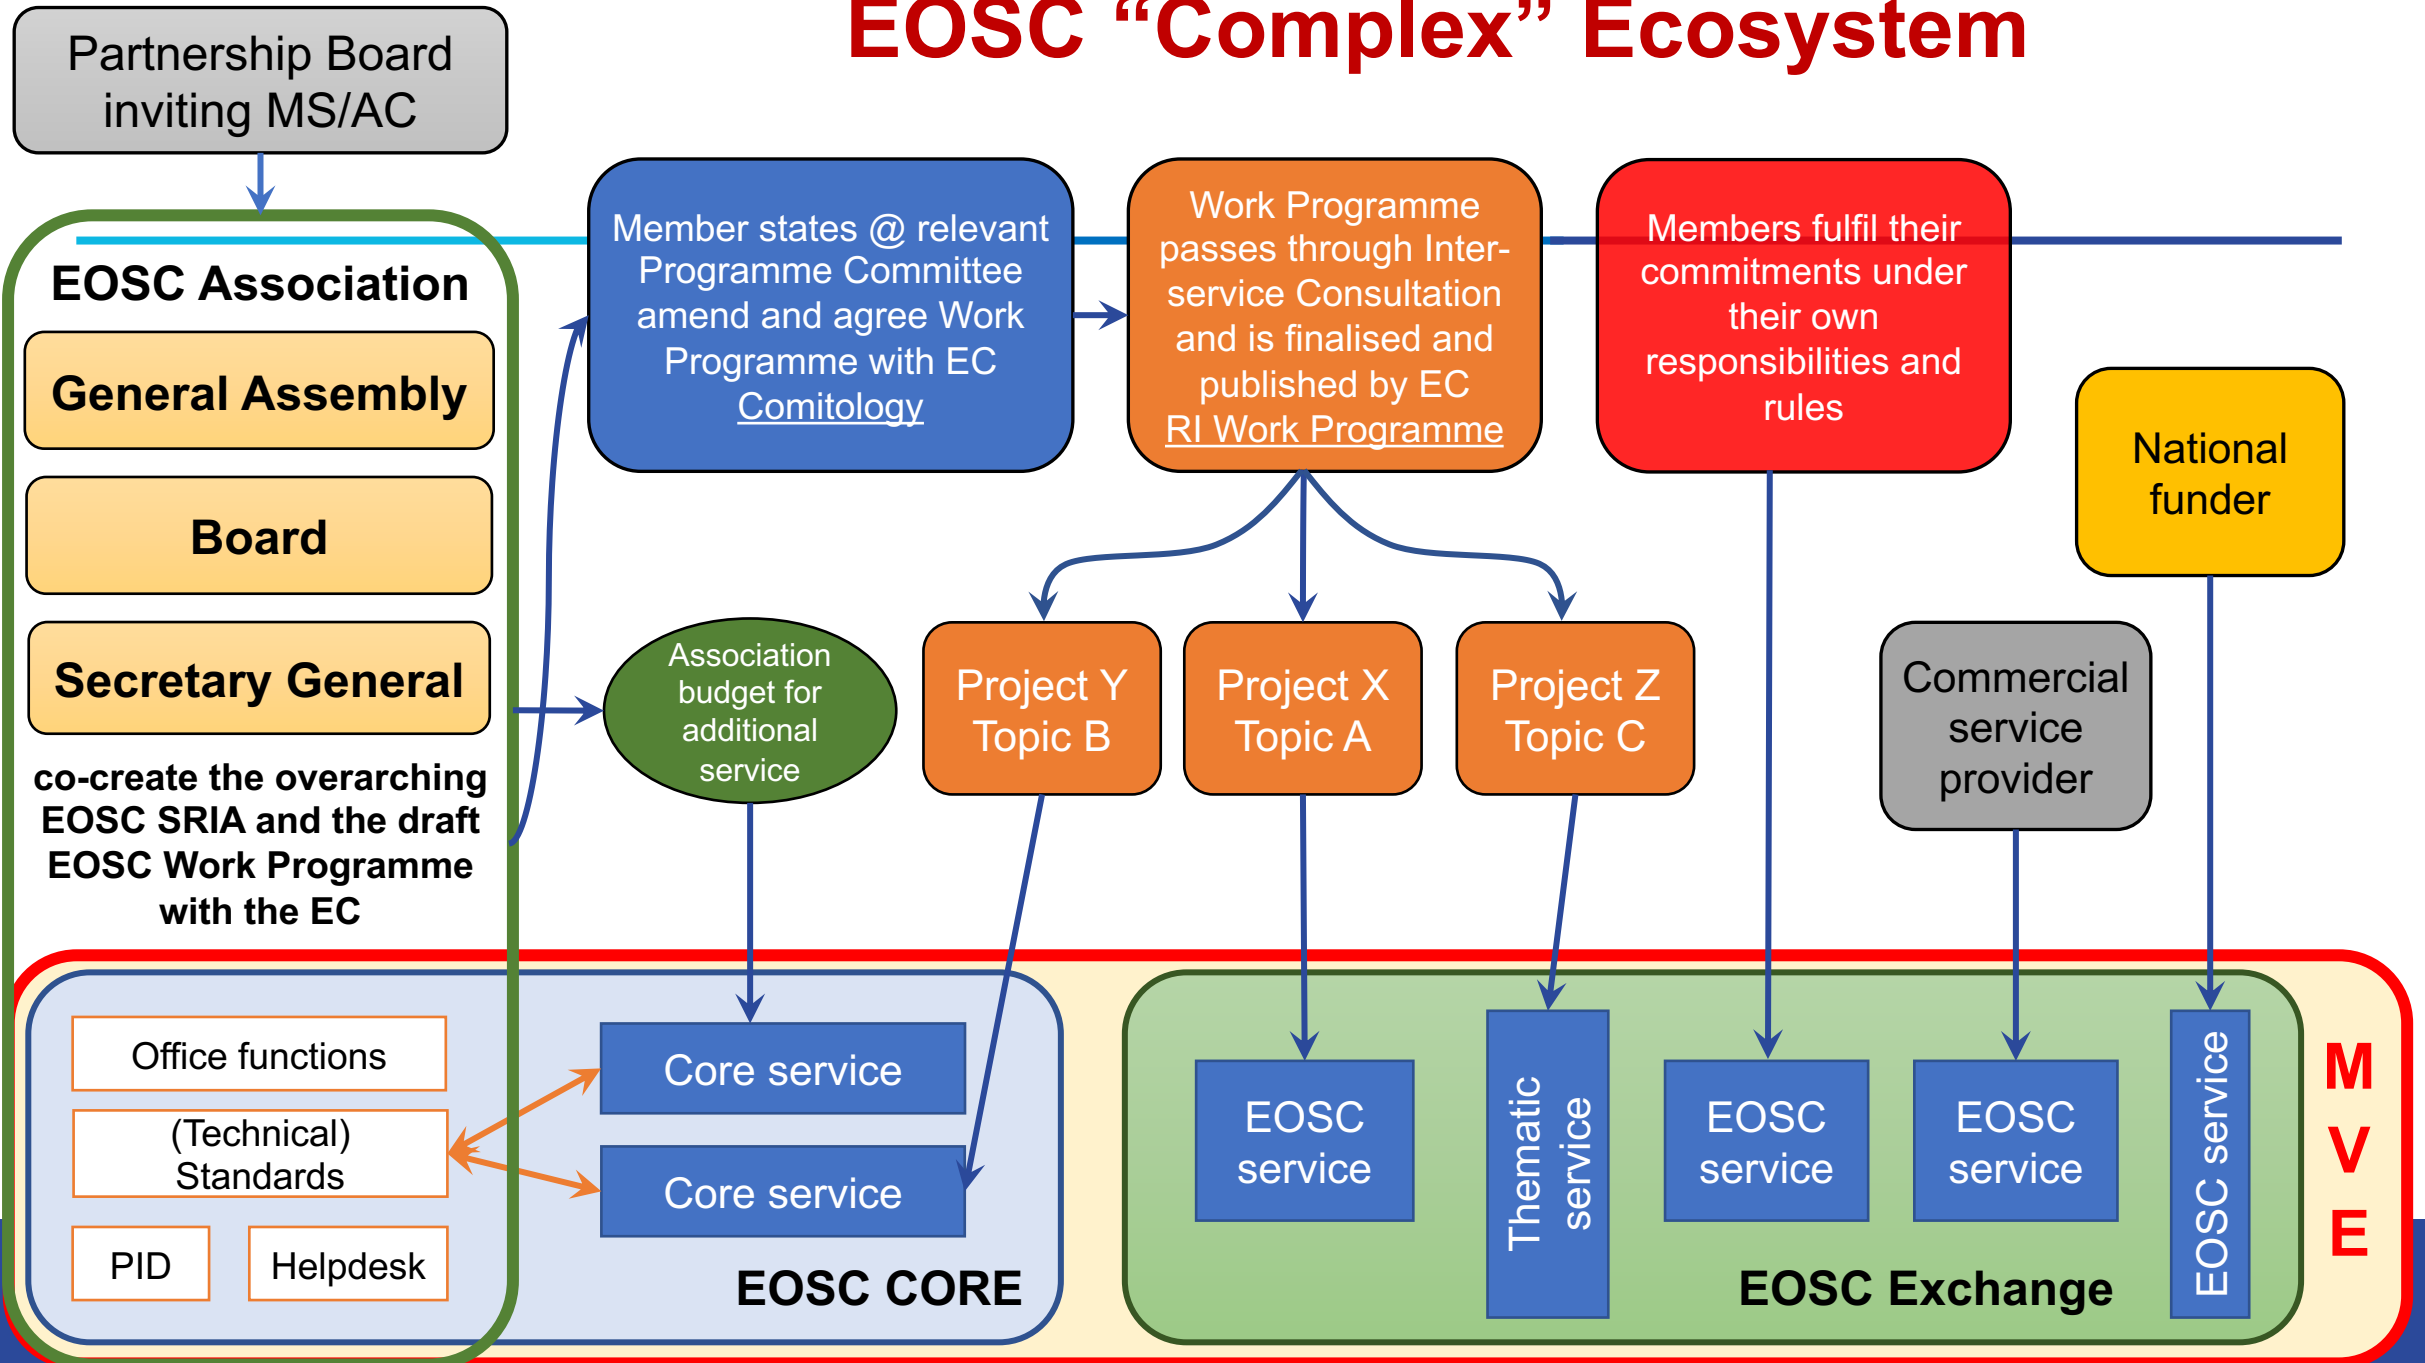 EOSC “Complex” Ecosystem
Partnership Board
inviting MS/AC
EOSC Association
General Assembly
Board
Secretary General
co-create the overarching
EOSC SRIA and the draft
EOSC Work Programme
with the EC
Member states @ relevant
Programme Committee
amend and agree Work
Programme with EC
Comitology
Work Programme
passes through Inter-
service Consultation
and is finalised and
published by EC
RI Work Programme
Members fulfil their
commitments under
their own
responsibilities and
rules
National
funder
Association
budget for
additional
service
Project Y
Topic B
Project X
Topic A
Project Z
Topic C
Commercial
service
provider
Office functions
(Technical)
Standards
PID
Helpdesk
Core service
Core service
EOSC CORE
EOSC
service
Thematic
service
EOSC
service
EOSC
service
EOSC service
EOSC Exchange
M
V
E